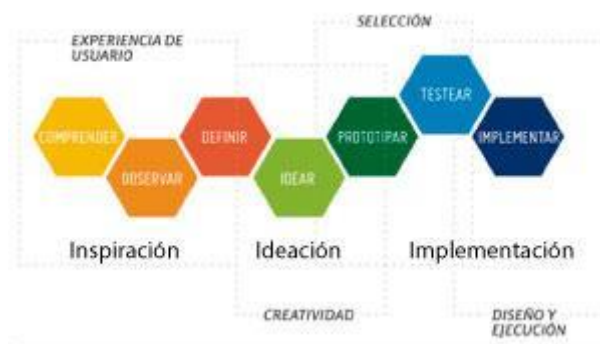 SELECCIÓN
EXPERIENCIA DE
USUARIO
TESTEAR
COMPRENDER
DEFINIR
PROTOTIPAR
IMPLEMENTAR
OBSERVAR
IDEAR
Inspiración
Ideación
Implementación
CREATIVIDAD
DISEÑO Y
EJECUCIÓN